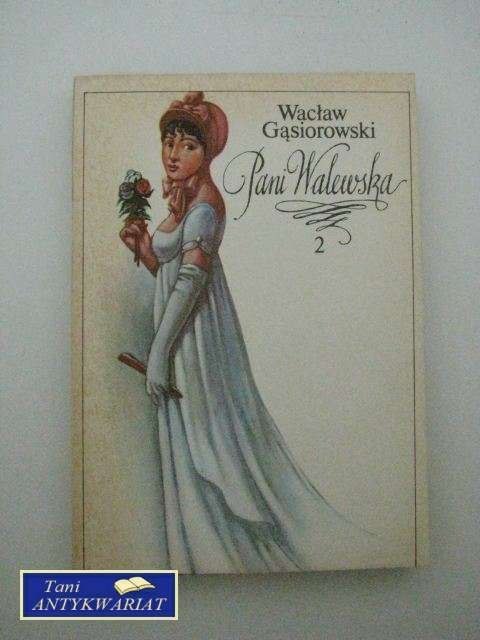 Wacław
Gąsiorowski
Pani Walewska
2
Tani
ANTYKWARIAT